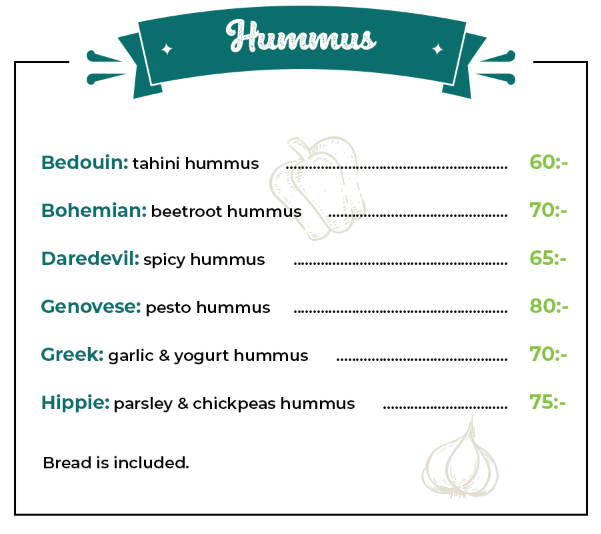 Hummus
Bedouin: tahini hummus ........................................................ 60:-
Bohemian: beetroot hummus ............................................. 70:-
Daredevil: spicy hummus ...................................................... 65:-
Genovese: pesto hummus ...................................................... 80:-
Greek: garlic & yogurt hummus ........................................... 70:-
Hippie: parsley & chickpeas hummus ................................ 75:-
Bread is included.